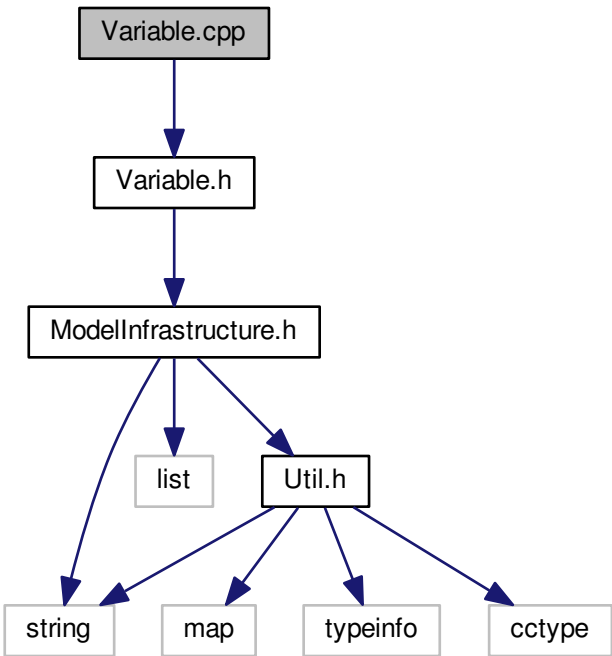 Variable.cpp
Variable.h
ModelInfrastructure.h
list
Util.h
string
map
typeinfo
cctype